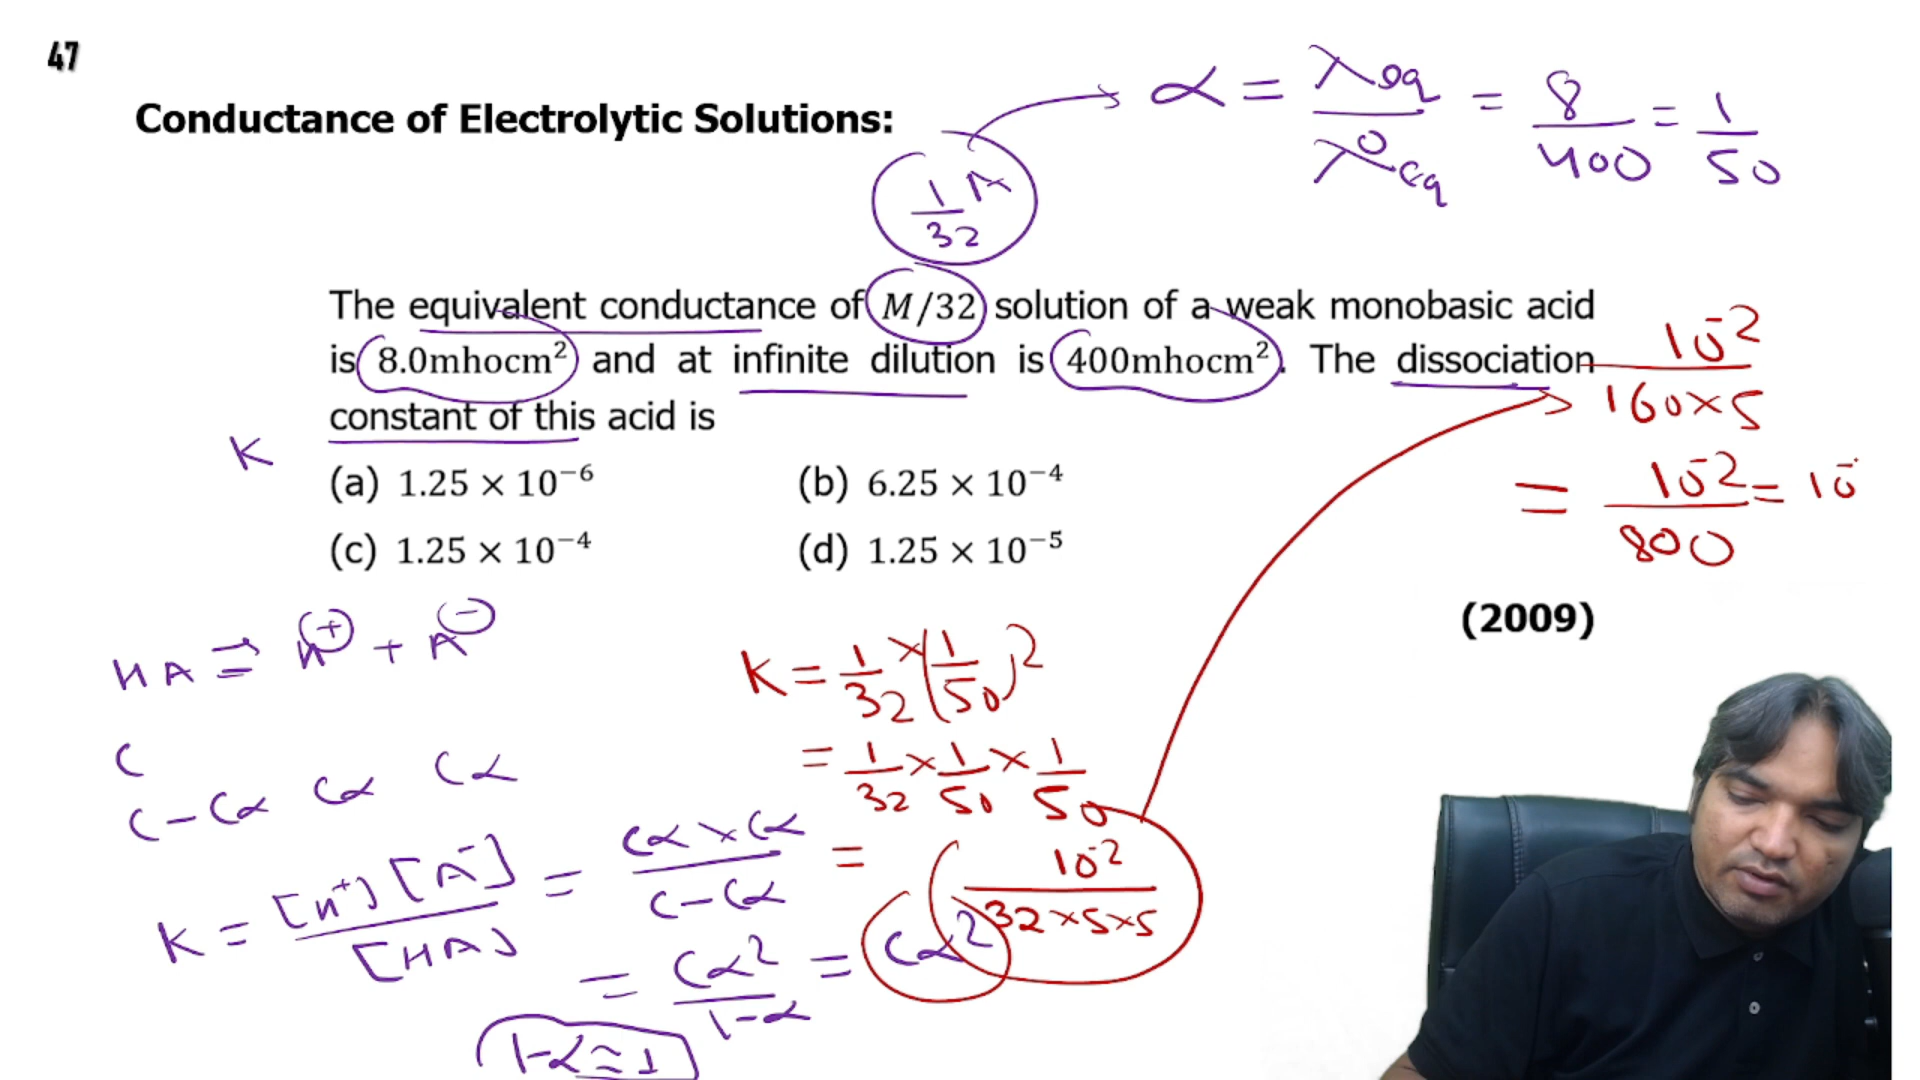 47
Conductance of Electrolytic Solutions:
α = λeq / λ⁰eq = 8/400 = 1/50
1/32 M
The equivalent conductance of M/32 solution of a weak monobasic acid
is 8.0mhocm² and at infinite dilution is 400mhocm². The dissociation
constant of this acid is
K
(a) 1.25 × 10⁻⁶ (b) 6.25 × 10⁻⁴
(c) 1.25 × 10⁻⁴ (d) 1.25 × 10⁻⁵
(2009)
10⁻² / 160×5
= 10⁻² / 800 = 10⁻
HA ⇌ H⁺ + A⁻
C
C-Cα Cα Cα
K = [H⁺][A⁻] / [HA] = Cα×Cα / C-Cα
= Cα² / 1-α = Cα²
1-α ≈ 1
K = 1/32 × (1/50)²
= 1/32 × 1/50 × 1/50
= 10⁻² / 32×5×5